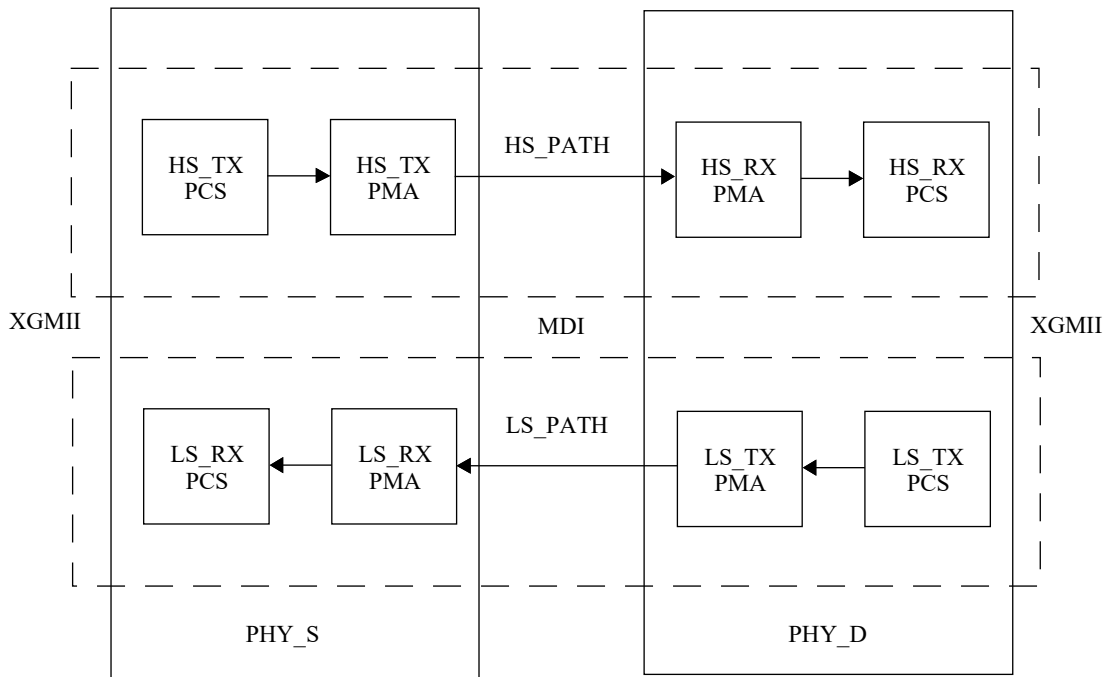 HS_PATH
HS_TX
PCS
HS_TX
PMA
HS_RX
PMA
HS_RX
PCS
XGMII
MDI
XGMII
LS_PATH
LS_RX
PCS
LS_RX
PMA
LS_TX
PMA
LS_TX
PCS
PHY_S
PHY_D